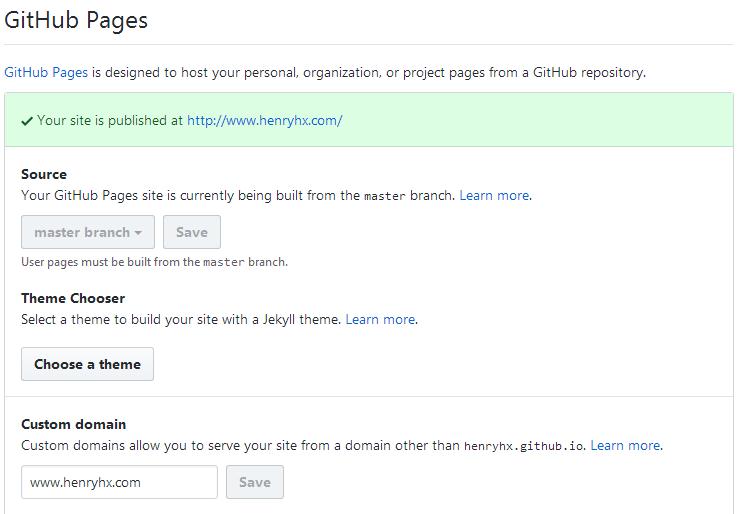 GitHub Pages
GitHub Pages is designed to host your personal, organization, or project pages from a GitHub repository.
Your site is published at http://www.henryhx.com/
Source
Your GitHub Pages site is currently being built from the master branch. Learn more.
master branch
Save
User pages must be built from the master branch.
Theme Chooser
Select a theme to build your site with a Jekyll theme. Learn more.
Choose a theme
Custom domain
Custom domains allow you to serve your site from a domain other than henryhx.github.io. Learn more.
www.henryhx.com
Save